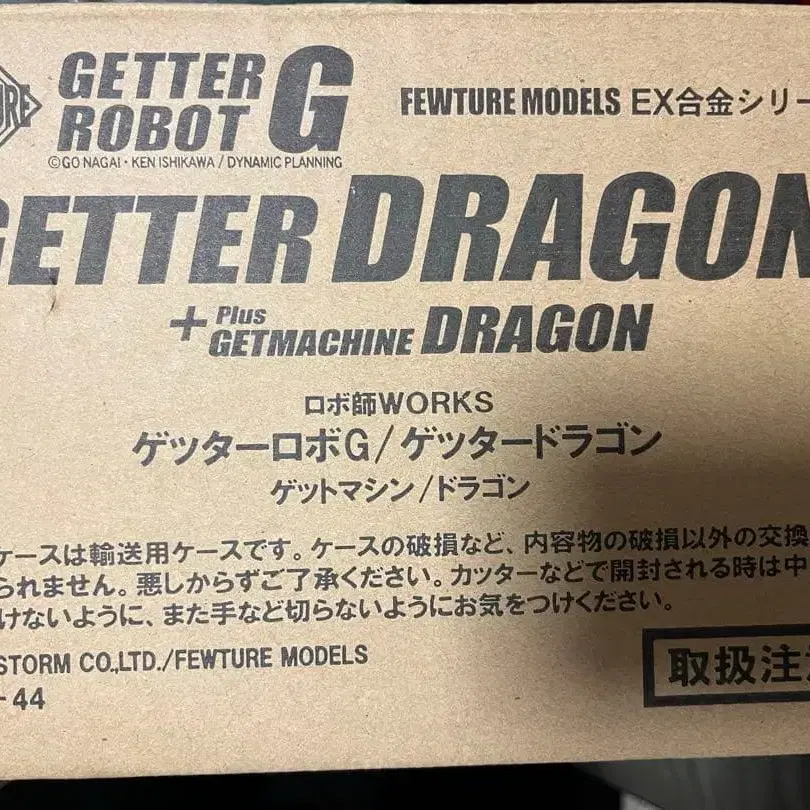 URE
GETTER
ROBOT G
©GO NAGAI・KEN ISHIKAWA / DYNAMIC PLANNING
FEWTURE MODELS EX合金シリー
GETTER DRAGON
+Plus
GETMACHINE DRAGON
ロボ師WORKS
ゲッターロボG/ゲッタードラゴン
ゲットマシン/ドラゴン
ケースは輸送用ケースです。ケースの破損など、内容物の破損以外の交換
られません。悪しからずご了承ください。カッターなどで開封される時は中
けないように、また手など切らないようにお気をつけください。
STORM CO.,LTD./FEWTURE MODELS
-44
取扱注意